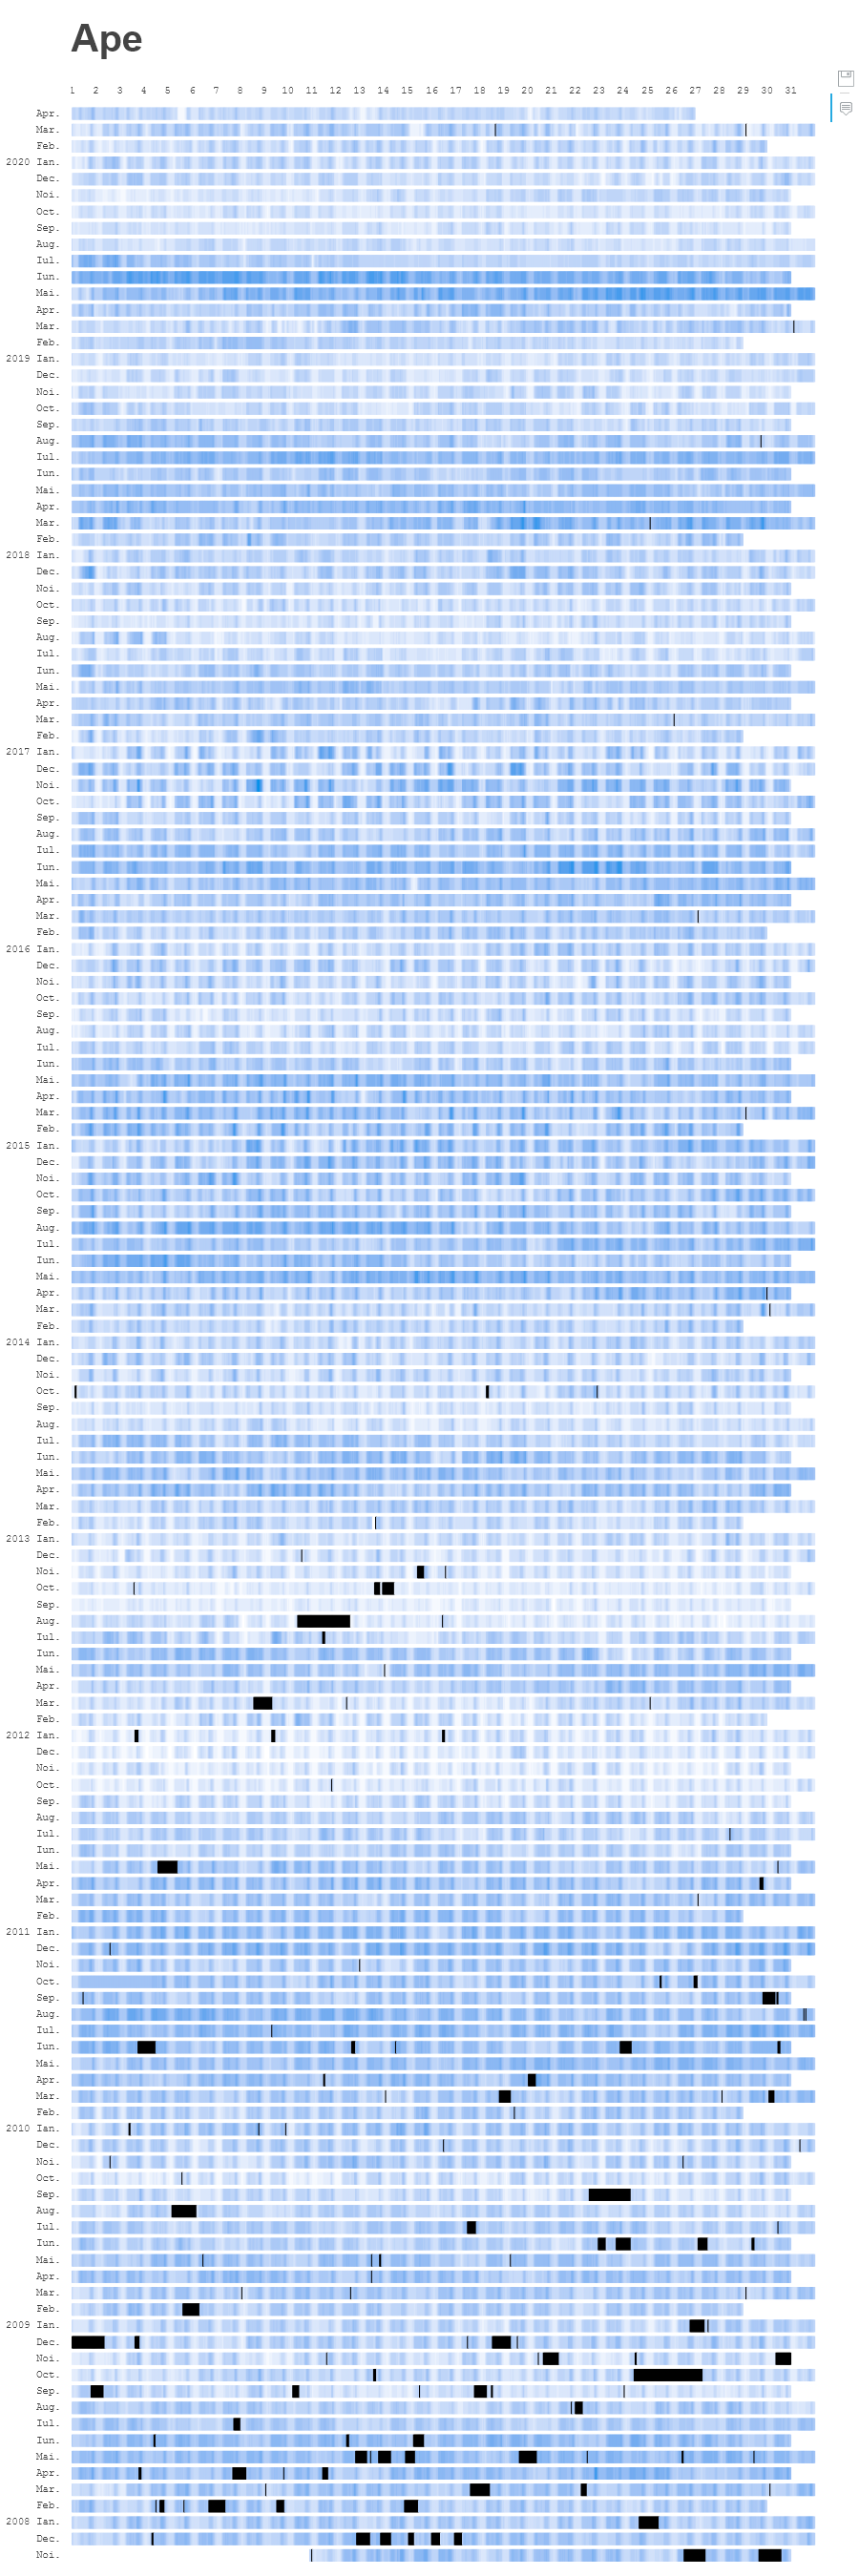 Ape
1 2 3 4 5 6 7 8 9 10 11 12 13 14 15 16 17 18 19 20 21 22 23 24 25 26 27 28 29 30 31
Apr.
Mar.
Feb.
2020 Ian.
Dec.
Noi.
Oct.
Sep.
Aug.
Iul.
Iun.
Mai.
Apr.
Mar.
Feb.
2019 Ian.
Dec.
Noi.
Oct.
Sep.
Aug.
Iul.
Iun.
Mai.
Apr.
Mar.
Feb.
2018 Ian.
Dec.
Noi.
Oct.
Sep.
Aug.
Iul.
Iun.
Mai.
Apr.
Mar.
Feb.
2017 Ian.
Dec.
Noi.
Oct.
Sep.
Aug.
Iul.
Iun.
Mai.
Apr.
Mar.
Feb.
2016 Ian.
Dec.
Noi.
Oct.
Sep.
Aug.
Iul.
Iun.
Mai.
Apr.
Mar.
Feb.
2015 Ian.
Dec.
Noi.
Oct.
Sep.
Aug.
Iul.
Iun.
Mai.
Apr.
Mar.
Feb.
2014 Ian.
Dec.
Noi.
Oct.
Sep.
Aug.
Iul.
Iun.
Mai.
Apr.
Mar.
Feb.
2013 Ian.
Dec.
Noi.
Oct.
Sep.
Aug.
Iul.
Iun.
Mai.
Apr.
Mar.
Feb.
2012 Ian.
Dec.
Noi.
Oct.
Sep.
Aug.
Iul.
Iun.
Mai.
Apr.
Mar.
Feb.
2011 Ian.
Dec.
Noi.
Oct.
Sep.
Aug.
Iul.
Iun.
Mai.
Apr.
Mar.
Feb.
2010 Ian.
Dec.
Noi.
Oct.
Sep.
Aug.
Iul.
Iun.
Mai.
Apr.
Mar.
Feb.
2009 Ian.
Dec.
Noi.
Oct.
Sep.
Aug.
Iul.
Iun.
Mai.
Apr.
Mar.
Feb.
2008 Ian.
Dec.
Noi.